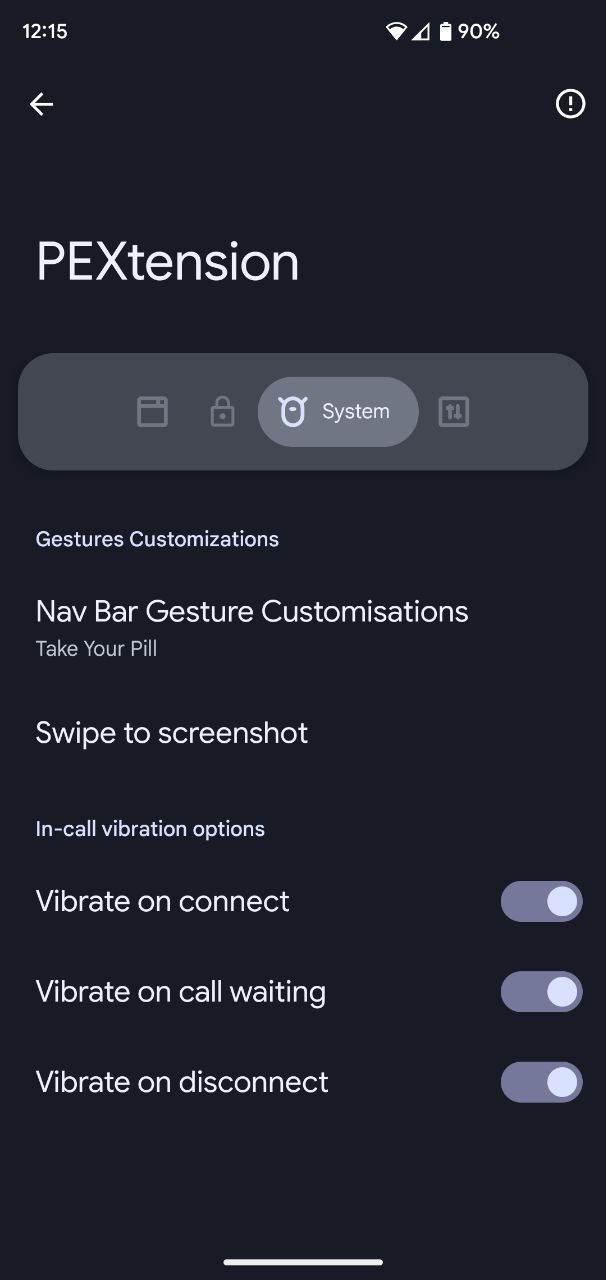 12:15
90%
PEXtension
System
Gestures Customizations
Nav Bar Gesture Customisations
Take Your Pill
Swipe to screenshot
In-call vibration options
Vibrate on connect
Vibrate on call waiting
Vibrate on disconnect